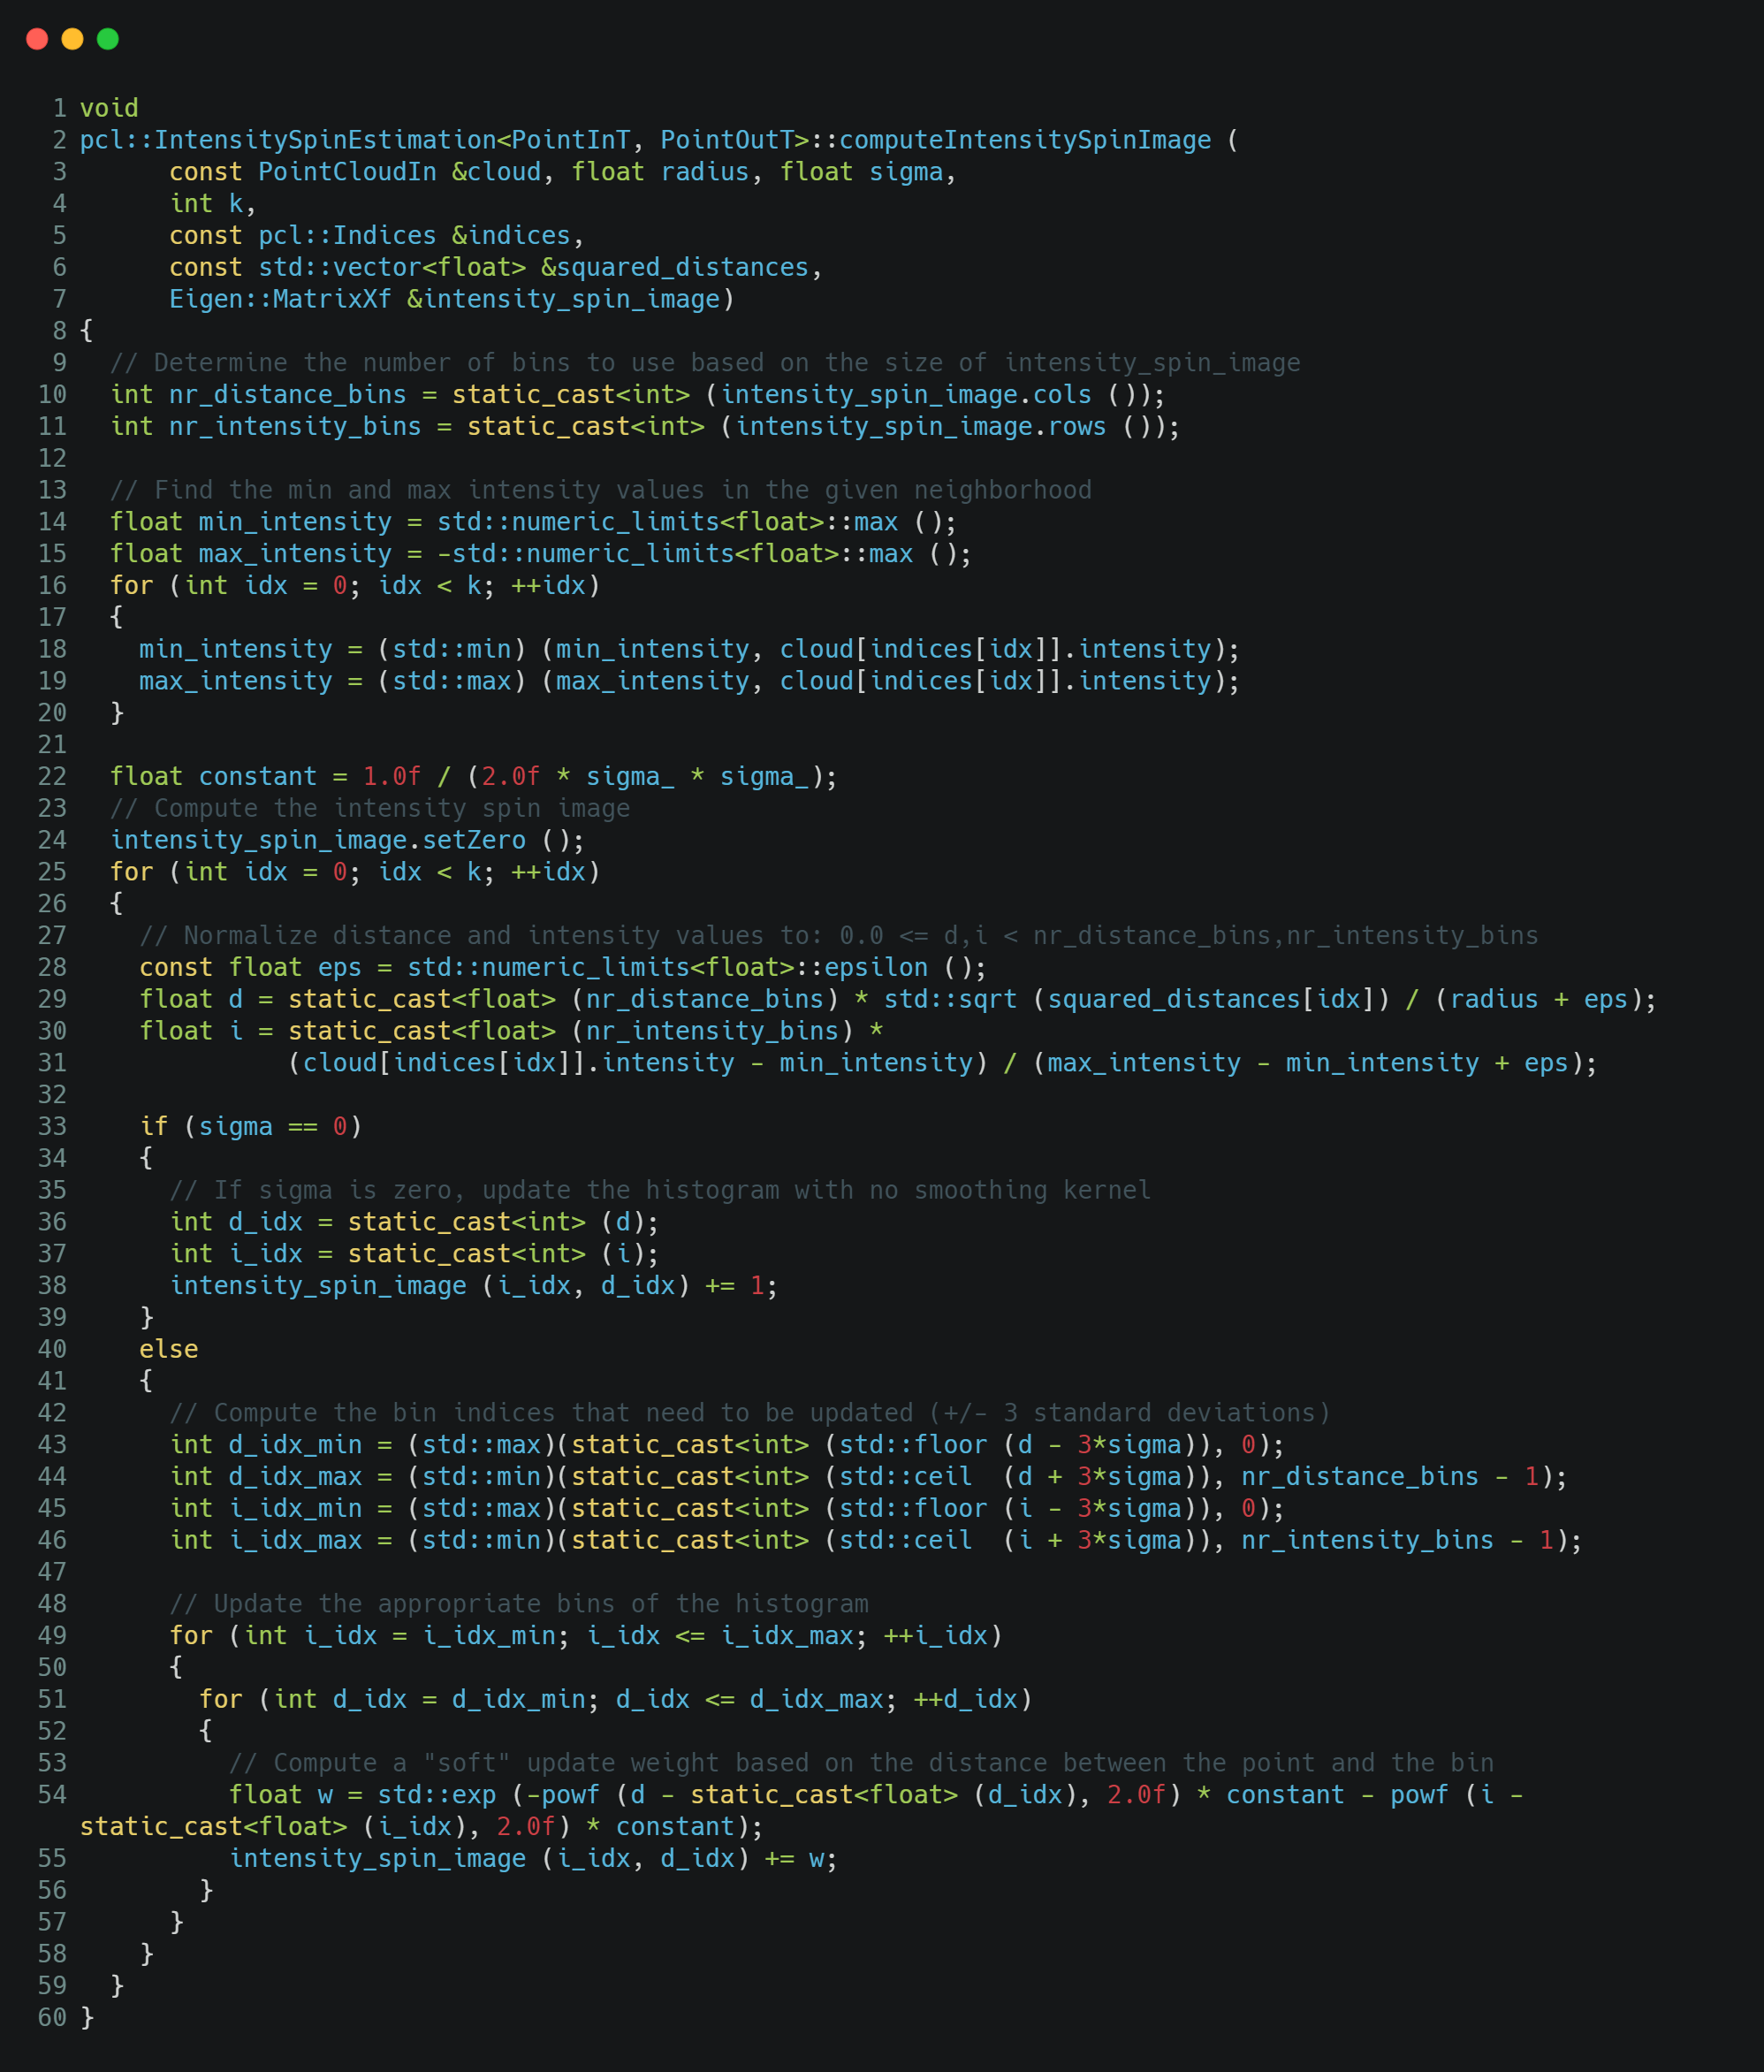 1 void
2 pcl::IntensitySpinEstimation<PointInT, PointOutT>::computeIntensitySpinImage (
3       const PointCloudIn &cloud, float radius, float sigma,
4       int k,
5       const pcl::Indices &indices,
6       const std::vector<float> &squared_distances,
7       Eigen::MatrixXf &intensity_spin_image)
8 {
9   // Determine the number of bins to use based on the size of intensity_spin_image
10   int nr_distance_bins = static_cast<int> (intensity_spin_image.cols ());
11   int nr_intensity_bins = static_cast<int> (intensity_spin_image.rows ());
12
13   // Find the min and max intensity values in the given neighborhood
14   float min_intensity = std::numeric_limits<float>::max ();
15   float max_intensity = -std::numeric_limits<float>::max ();
16   for (int idx = 0; idx < k; ++idx)
17   {
18     min_intensity = (std::min) (min_intensity, cloud[indices[idx]].intensity);
19     max_intensity = (std::max) (max_intensity, cloud[indices[idx]].intensity);
20   }
21
22   float constant = 1.0f / (2.0f * sigma_ * sigma_);
23   // Compute the intensity spin image
24   intensity_spin_image.setZero ();
25   for (int idx = 0; idx < k; ++idx)
26   {
27     // Normalize distance and intensity values to: 0.0 <= d,i < nr_distance_bins,nr_intensity_bins
28     const float eps = std::numeric_limits<float>::epsilon ();
29     float d = static_cast<float> (nr_distance_bins) * std::sqrt (squared_distances[idx]) / (radius + eps);
30     float i = static_cast<float> (nr_intensity_bins) *
31               (cloud[indices[idx]].intensity - min_intensity) / (max_intensity - min_intensity + eps);
32
33     if (sigma == 0)
34     {
35       // If sigma is zero, update the histogram with no smoothing kernel
36       int d_idx = static_cast<int> (d);
37       int i_idx = static_cast<int> (i);
38       intensity_spin_image (i_idx, d_idx) += 1;
39     }
40     else
41     {
42       // Compute the bin indices that need to be updated (+/- 3 standard deviations)
43       int d_idx_min = (std::max)(static_cast<int> (std::floor (d - 3*sigma)), 0);
44       int d_idx_max = (std::min)(static_cast<int> (std::ceil  (d + 3*sigma)), nr_distance_bins - 1);
45       int i_idx_min = (std::max)(static_cast<int> (std::floor (i - 3*sigma)), 0);
46       int i_idx_max = (std::min)(static_cast<int> (std::ceil  (i + 3*sigma)), nr_intensity_bins - 1);
47
48       // Update the appropriate bins of the histogram
49       for (int i_idx = i_idx_min; i_idx <= i_idx_max; ++i_idx)
50       {
51         for (int d_idx = d_idx_min; d_idx <= d_idx_max; ++d_idx)
52         {
53           // Compute a "soft" update weight based on the distance between the point and the bin
54           float w = std::exp (-powf (d - static_cast<float> (d_idx), 2.0f) * constant - powf (i -
static_cast<float> (i_idx), 2.0f) * constant);
55           intensity_spin_image (i_idx, d_idx) += w;
56         }
57       }
58     }
59   }
60 }